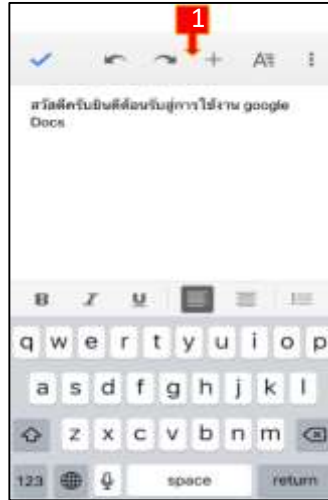 1
A
สวัสดีครับยินดีต้อนรับสู่การใช้งาน google
Docs
B I U
q w e r t y u i o p
a s d f g h j k l
z x c v b n m
123 space return